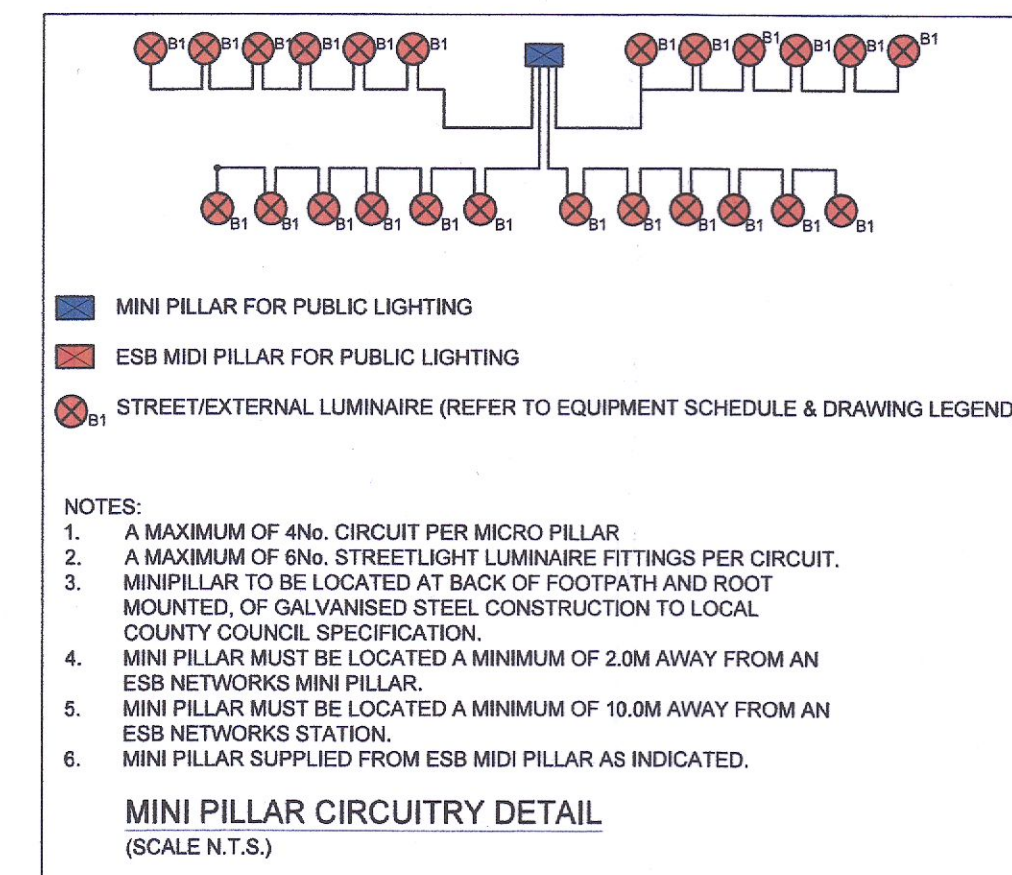 B1 B1 B1 B1 B1 B1 B1 B1 B1 B1 B1 B1
B1 B1 B1 B1 B1 B1 B1 B1 B1 B1 B1 B1
MINI PILLAR FOR PUBLIC LIGHTING
ESB MIDI PILLAR FOR PUBLIC LIGHTING
B1 STREET/EXTERNAL LUMINAIRE (REFER TO EQUIPMENT SCHEDULE & DRAWING LEGEND
NOTES:
1. A MAXIMUM OF 4No. CIRCUIT PER MICRO PILLAR
2. A MAXIMUM OF 6No. STREETLIGHT LUMINAIRE FITTINGS PER CIRCUIT.
3. MINIPILLAR TO BE LOCATED AT BACK OF FOOTPATH AND ROOT
MOUNTED, OF GALVANISED STEEL CONSTRUCTION TO LOCAL
COUNTY COUNCIL SPECIFICATION.
4. MINI PILLAR MUST BE LOCATED A MINIMUM OF 2.0M AWAY FROM AN
ESB NETWORKS MINI PILLAR.
5. MINI PILLAR MUST BE LOCATED A MINIMUM OF 10.0M AWAY FROM AN
ESB NETWORKS STATION.
6. MINI PILLAR SUPPLIED FROM ESB MIDI PILLAR AS INDICATED.
MINI PILLAR CIRCUITRY DETAIL
(SCALE N.T.S.)